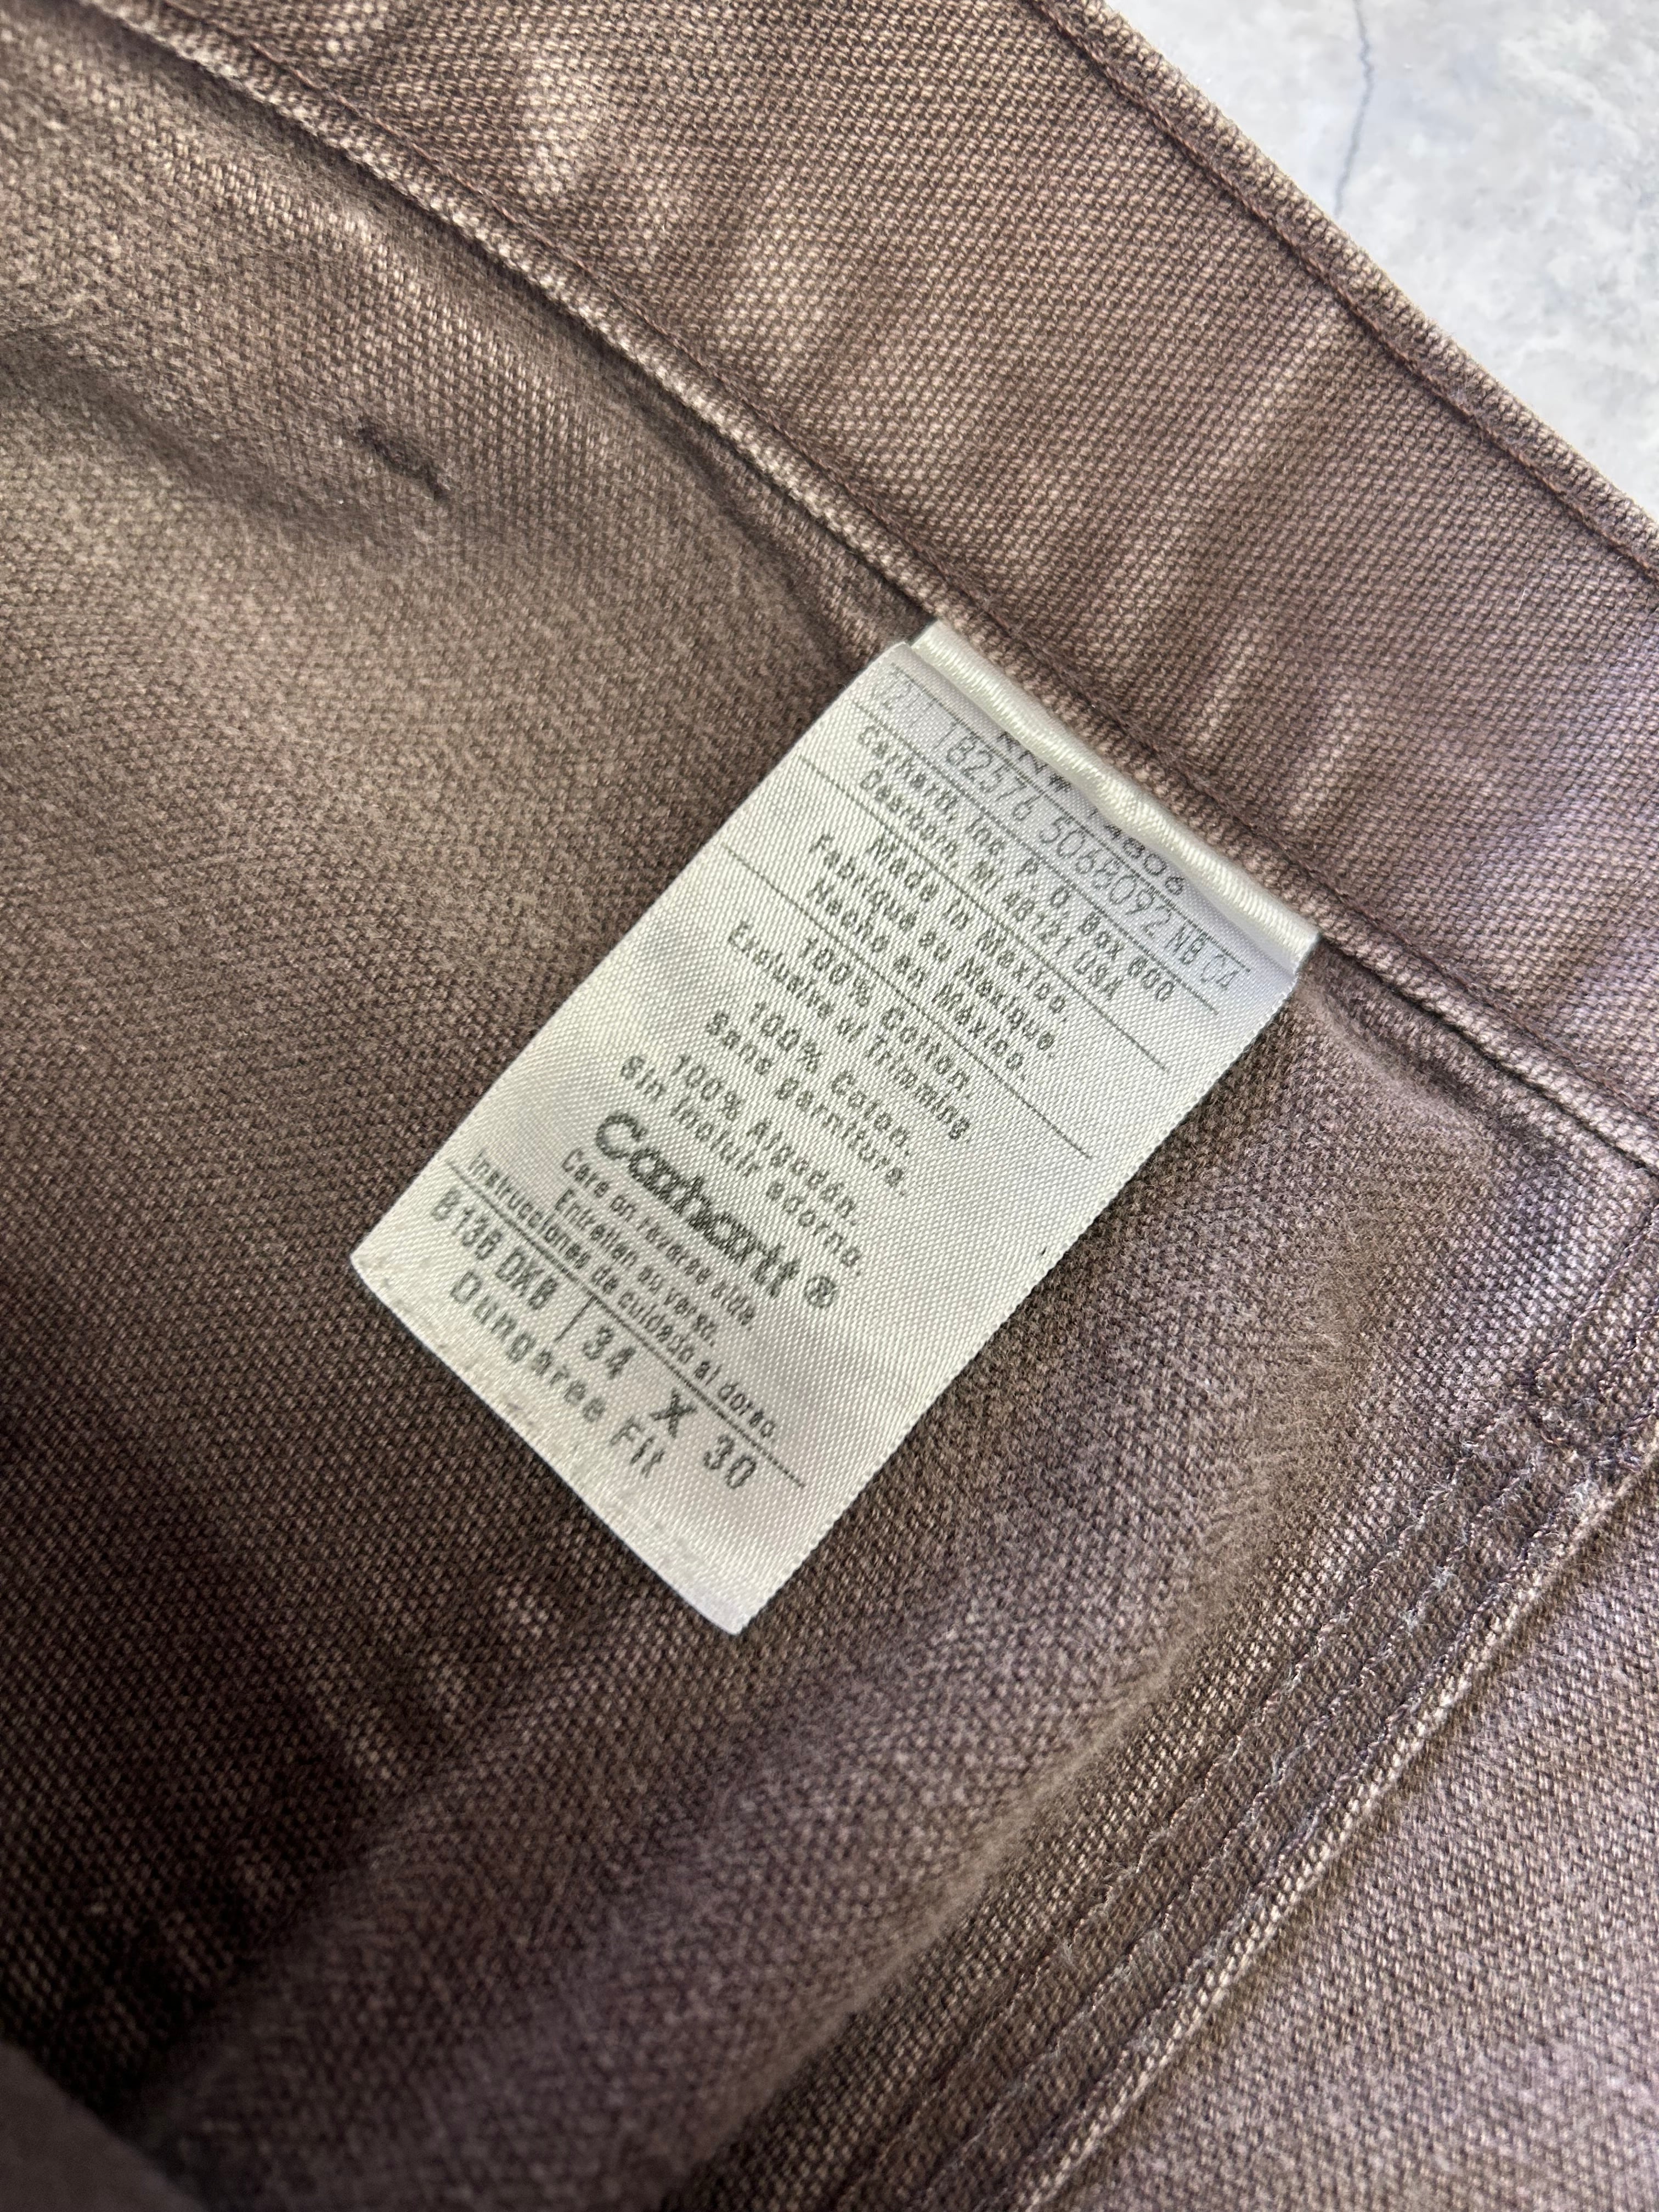 RN# 14806
211 182576 5068092 NB 04
Carhartt, Inc. P. O. Box 600
Dearborn, MI 48121 USA
Made in Mexico.
Fabriqué au Mexique.
Hecho en México.
100% Cotton.
Exclusive of Trimming.
100% Coton.
Sans garniture.
100% Algodón.
Sin incluir adorno.
Carhartt ®
Care on reverse side.
Entretien au verso.
Instrucciones de cuidado al dorso.
B136 DKB | 34 X 30
Dungaree Fit